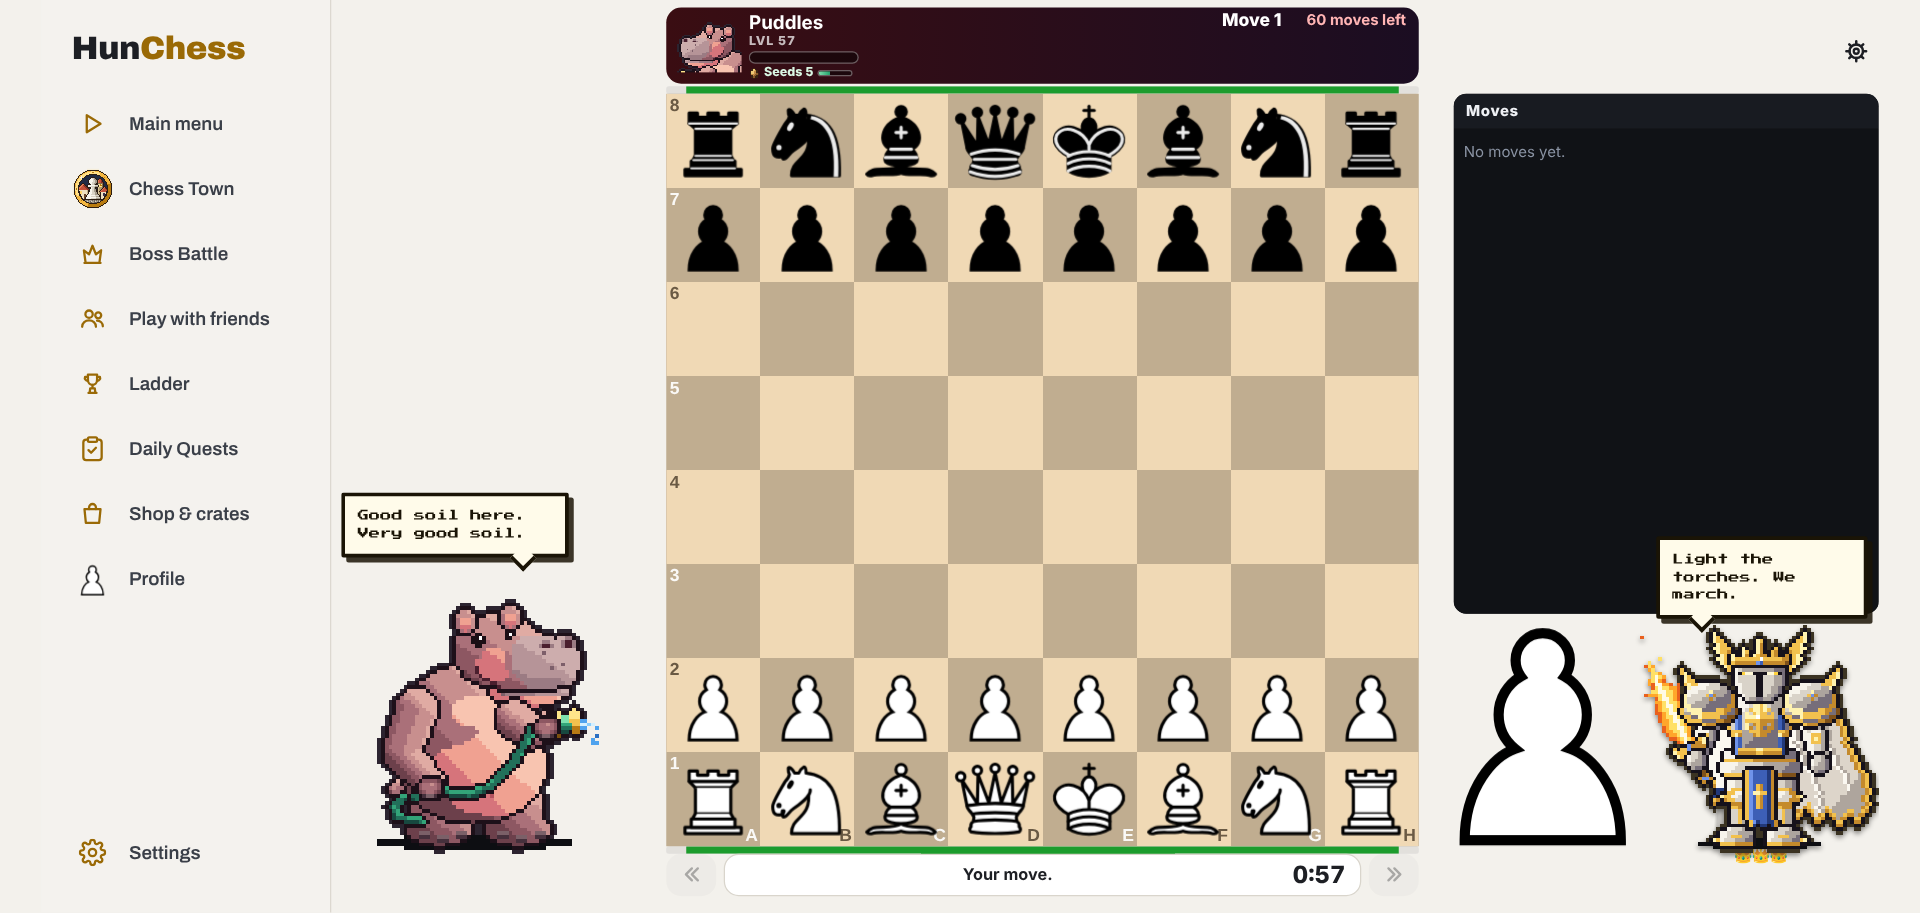 HunChess
Main menu
Chess Town
Boss Battle
Play with friends
Ladder
Daily Quests
Shop & crates
Profile
Settings
Good soil here.
Very good soil.
Puddles
LVL 57
Seeds 5
Move 1
60 moves left
8
7
6
5
4
3
2
1
A B C D E F G H
Your move.
0:57
Moves
No moves yet.
Light the
torches. We
march.